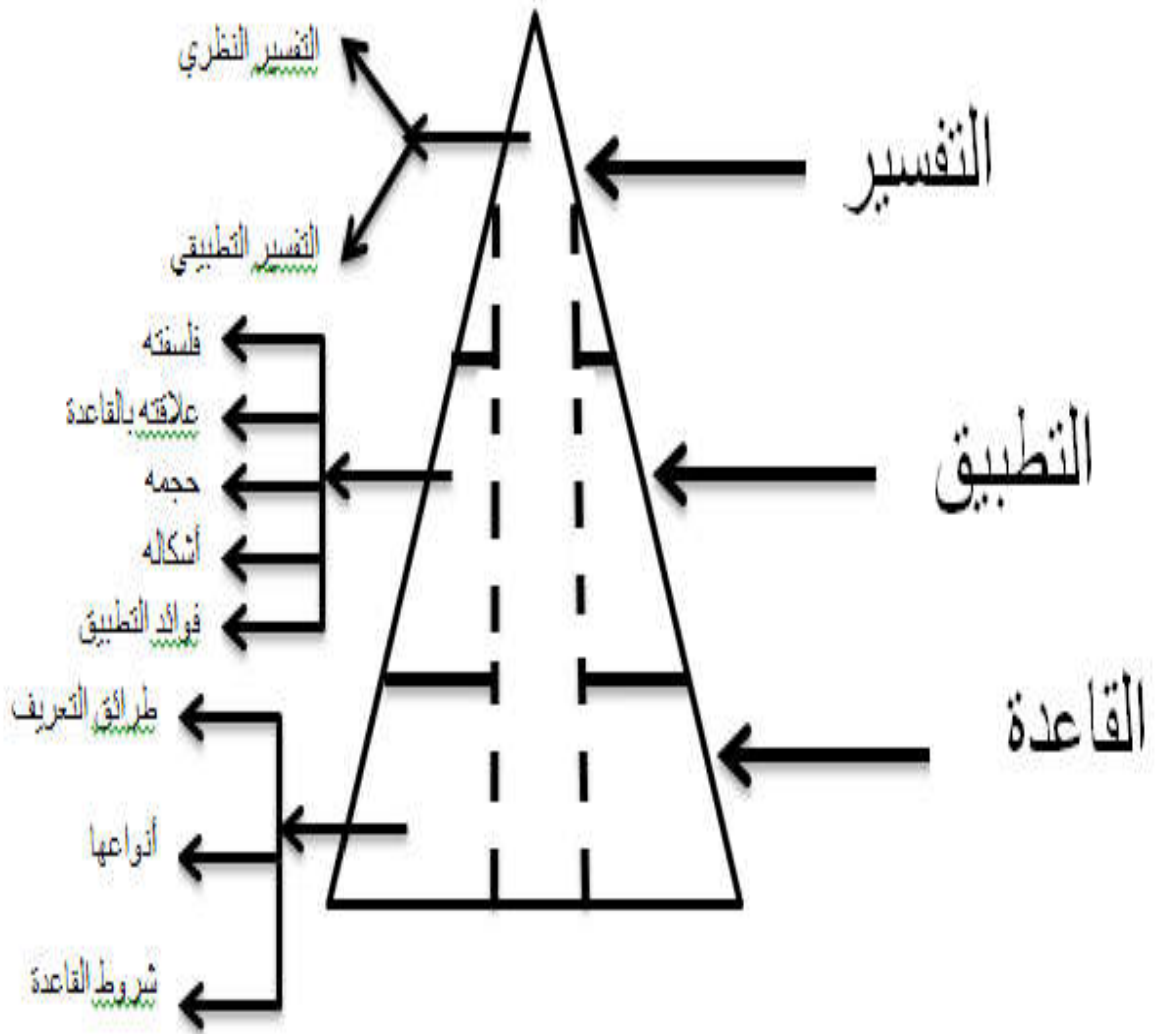 التفسير
التفسير النظري
التفسير التطبيقي
التطبيق
فلسفته
علاقته بالقاعدة
حجمه
أشكاله
فوائد التطبيق
القاعدة
طرائق التعريف
أنواعها
شروط القاعدة